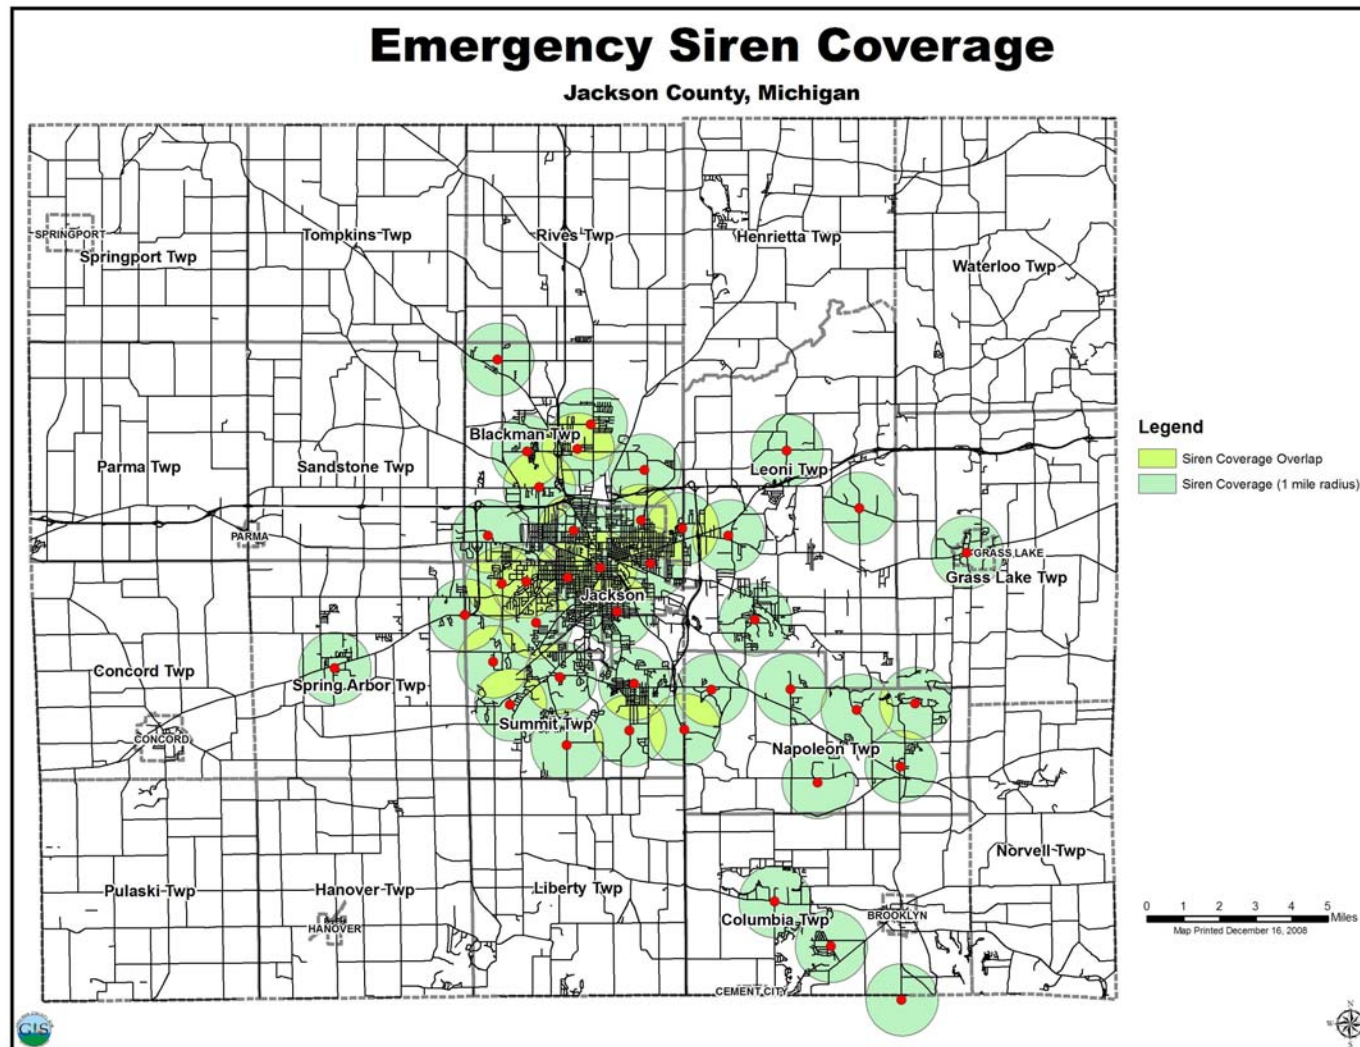 Emergency Siren Coverage
Jackson County, Michigan
SPRINGPORT
Springport Twp
Tompkins Twp
Rives Twp
Henrietta Twp
Waterloo Twp
Parma Twp
Sandstone Twp
Blackman Twp
Leoni Twp
PARMA
GRASS LAKE
Grass Lake Twp
Jackson
Concord Twp
Spring Arbor Twp
CONCORD
Summit Twp
Napoleon Twp
Norvell Twp
Pulaski Twp
Hanover Twp
HANOVER
Liberty Twp
Columbia Twp
BROOKLYN
CEMENT CITY
Legend
Siren Coverage Overlap
Siren Coverage (1 mile radius)
0 1 2 3 4 5
Miles
Map Printed December 16, 2008
GIS
N
W E
S